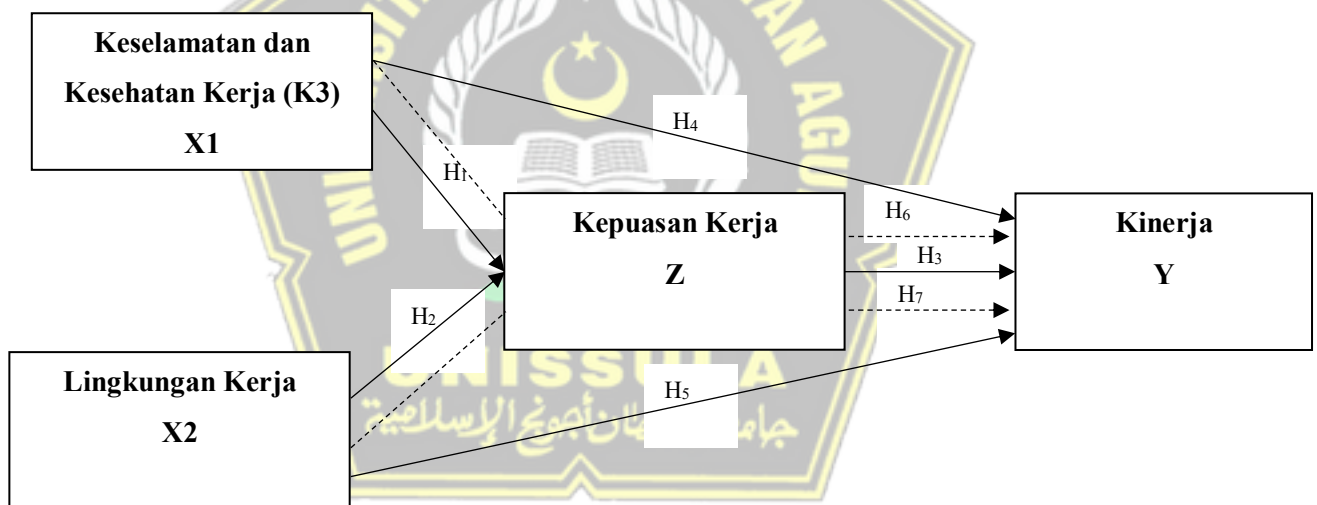 Keselamatan dan
Kesehatan Kerja (K3)
X1
H4
H1
Kepuasan Kerja
Z
H6
H3
H7
Kinerja
Y
H2
Lingkungan Kerja
X2
H5
UNISSULA